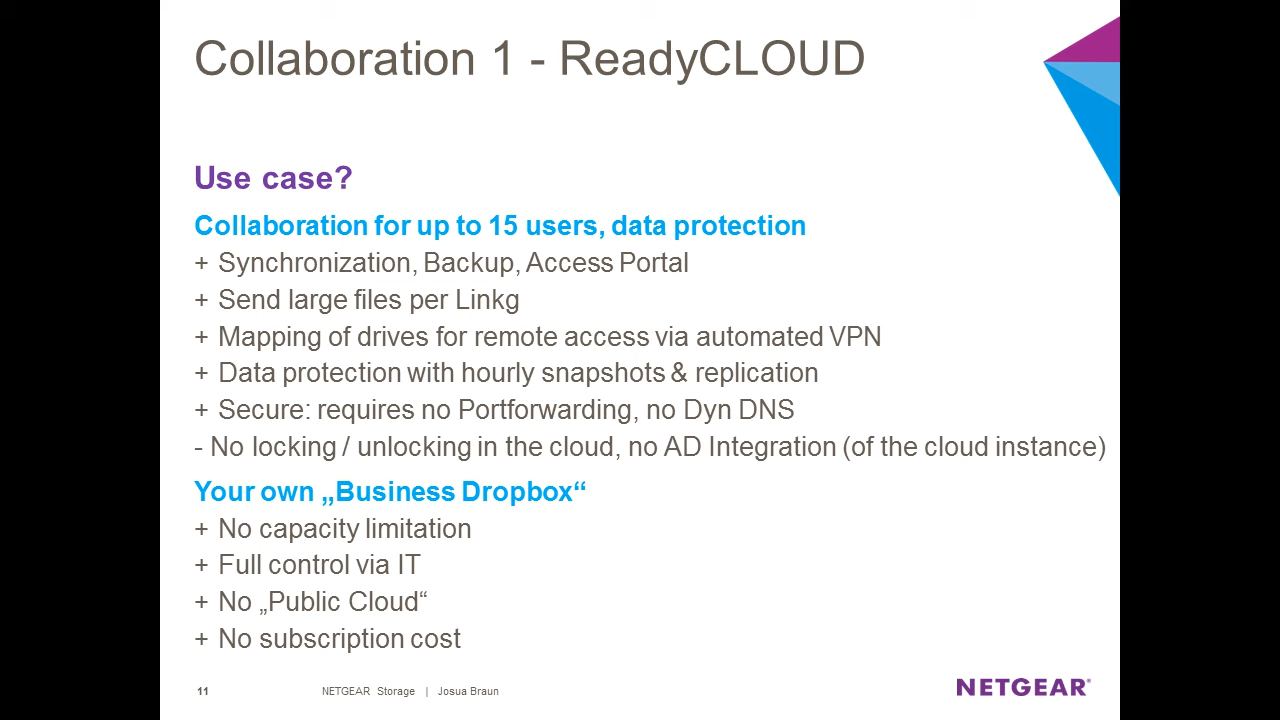 Collaboration 1 - ReadyCLOUD
Use case?
Collaboration for up to 15 users, data protection
+ Synchronization, Backup, Access Portal
+ Send large files per Linkg
+ Mapping of drives for remote access via automated VPN
+ Data protection with hourly snapshots & replication
+ Secure: requires no Portforwarding, no Dyn DNS
- No locking / unlocking in the cloud, no AD Integration (of the cloud instance)
Your own „Business Dropbox“
+ No capacity limitation
+ Full control via IT
+ No „Public Cloud“
+ No subscription cost
11 NETGEAR Storage | Josua Braun
NETGEAR®